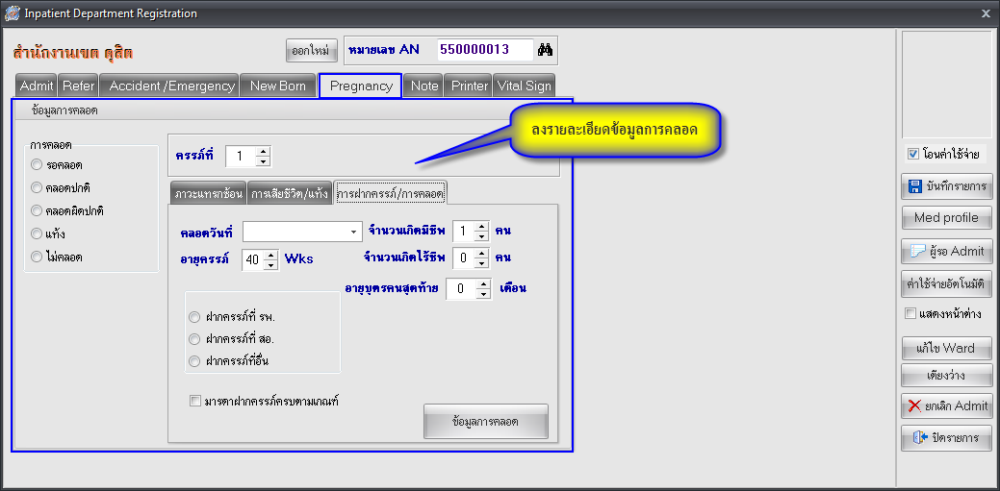 Inpatient Department Registration
สำนักงานเขต ดุสิต
ออกใหม่
หมายเลข AN 550000013
Admit Refer Accident /Emergency New Born Pregnancy Note Printer Vital Sign
ข้อมูลการคลอด
ลงรายละเอียดข้อมูลการคลอด
การคลอด
รอคลอด
คลอดปกติ
คลอดผิดปกติ
แท้ง
ไม่คลอด
ครรภ์ที่ 1
ภาวะแทรกซ้อน การเสียชีวิต/แท้ง การฝากครรภ์/การคลอด
คลอดวันที่ จำนวนเกิดมีชีพ 1 คน
อายุครรภ์ 40 Wks จำนวนเกิดไร้ชีพ 0 คน
อายุบุตรคนสุดท้าย 0 เดือน
ฝากครรภ์ที่ รพ.
ฝากครรภ์ที่ สอ.
ฝากครรภ์ที่อื่น
มารดาฝากครรภ์ครบตามเกณฑ์
ข้อมูลการคลอด
โอนค่าใช้จ่าย
บันทึกรายการ
Med profile
ผู้รอ Admit
ค่าใช้จ่ายอัตโนมัติ
แสดงหน้าต่าง
แก้ไข Ward
เตียงว่าง
ยกเลิก Admit
ปิดรายการ